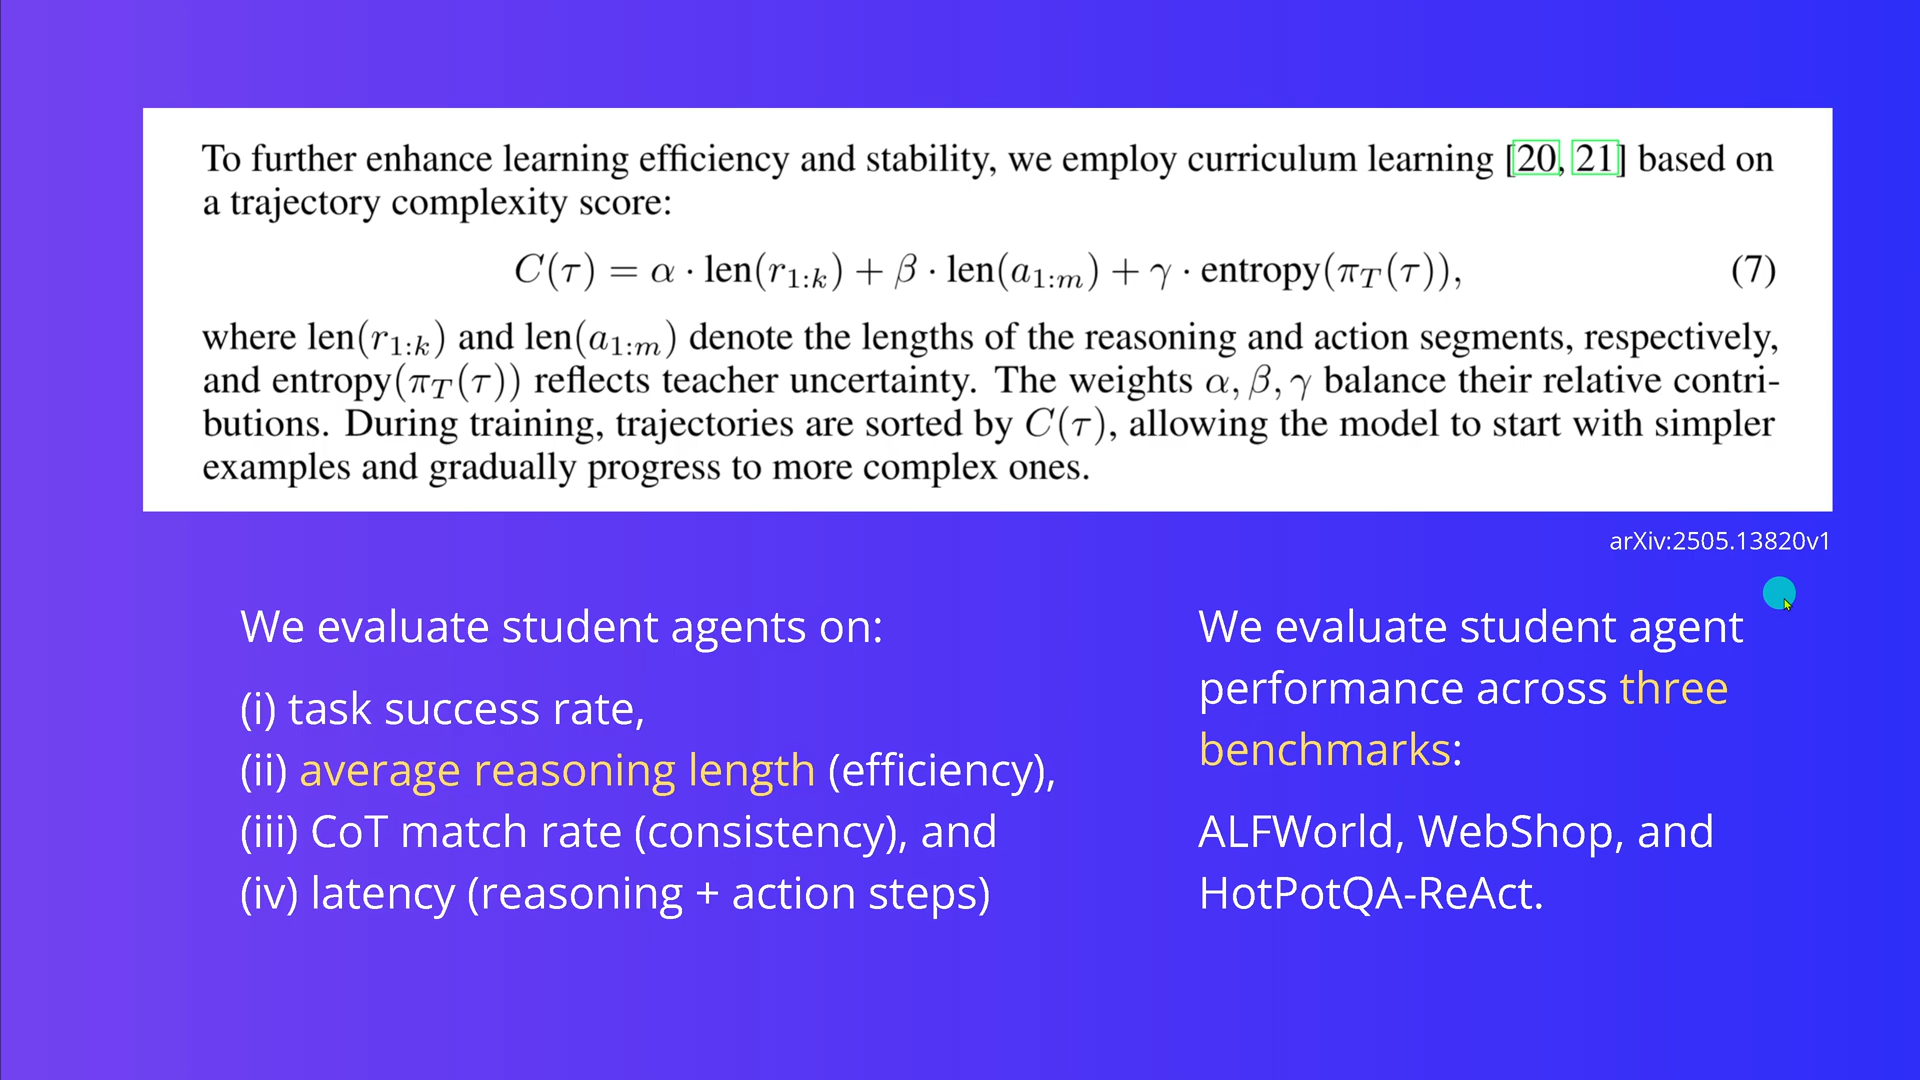 To further enhance learning efficiency and stability, we employ curriculum learning [20, 21] based on
a trajectory complexity score:
C(τ) = α · len(r₁:ₖ) + β · len(a₁:ₘ) + γ · entropy(π_T(τ)), (7)
where len(r₁:ₖ) and len(a₁:ₘ) denote the lengths of the reasoning and action segments, respectively,
and entropy(π_T(τ)) reflects teacher uncertainty. The weights α, β, γ balance their relative contri-
butions. During training, trajectories are sorted by C(τ), allowing the model to start with simpler
examples and gradually progress to more complex ones.
arXiv:2505.13820v1
We evaluate student agents on:
(i) task success rate,
(ii) average reasoning length (efficiency),
(iii) CoT match rate (consistency), and
(iv) latency (reasoning + action steps)
We evaluate student agent
performance across three
benchmarks:
ALFWorld, WebShop, and
HotPotQA-ReAct.